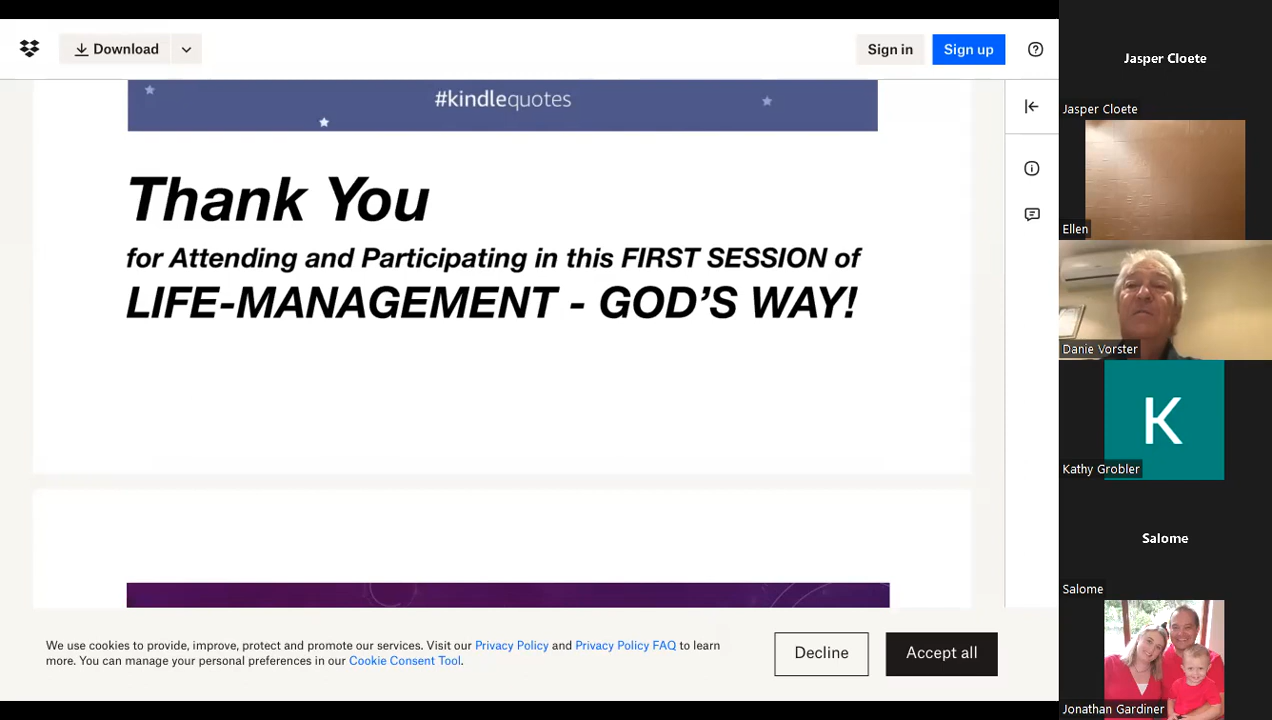 Download
Sign in
Sign up
#kindlequotes
Thank You
for Attending and Participating in this FIRST SESSION of
LIFE-MANAGEMENT - GOD'S WAY!
We use cookies to provide, improve, protect and promote our services. Visit our Privacy Policy and Privacy Policy FAQ to learn
more. You can manage your personal preferences in our Cookie Consent Tool.
Decline
Accept all
Jasper Cloete
Jasper Cloete
Ellen
Danie Vorster
K
Kathy Grobler
Salome
Salome
Jonathan Gardiner